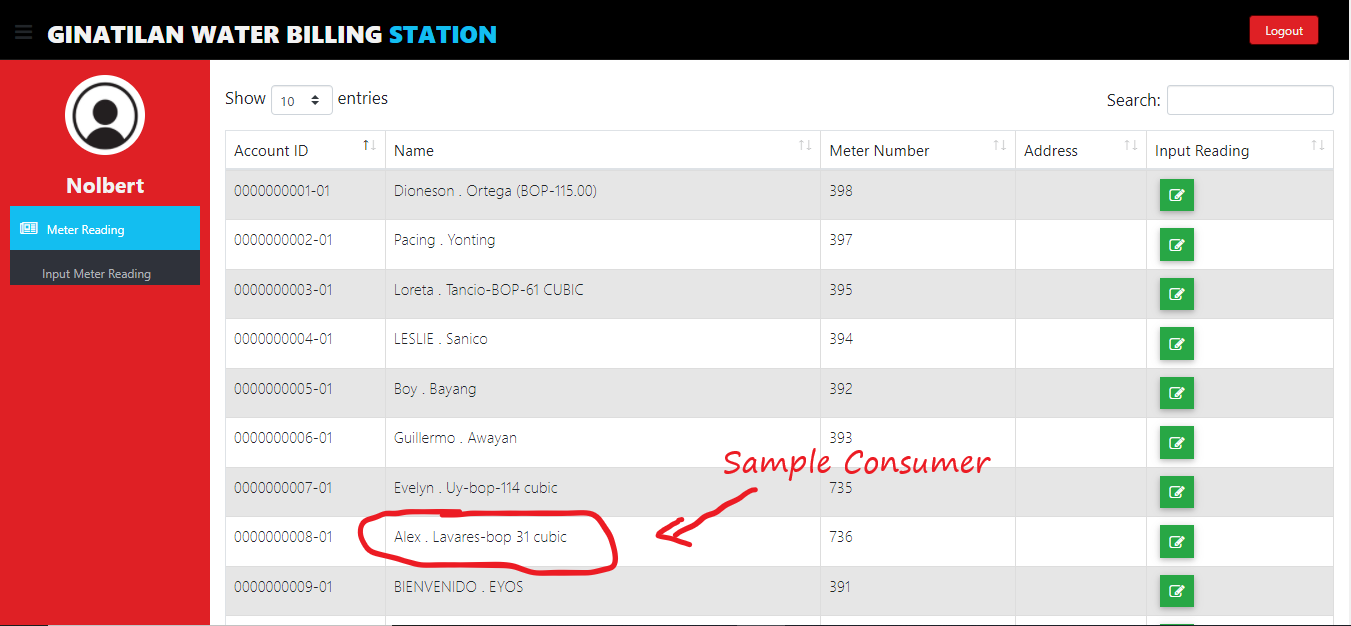 GINATILAN WATER BILLING STATION
Logout
Nolbert
Meter Reading
Input Meter Reading
Show 10 entries
Search:
Account ID Name Meter Number Address Input Reading
0000000001-01 Dioneson . Ortega (BOP-115.00) 398
0000000002-01 Pacing . Yonting 397
0000000003-01 Loreta . Tancio-BOP-61 CUBIC 395
0000000004-01 LESLIE . Sanico 394
0000000005-01 Boy . Bayang 392
0000000006-01 Guillermo . Awayan 393
Sample Consumer
0000000007-01 Evelyn . Uy-bop-114 cubic 735
0000000008-01 Alex . Lavares-bop 31 cubic 736
0000000009-01 BIENVENIDO . EYOS 391